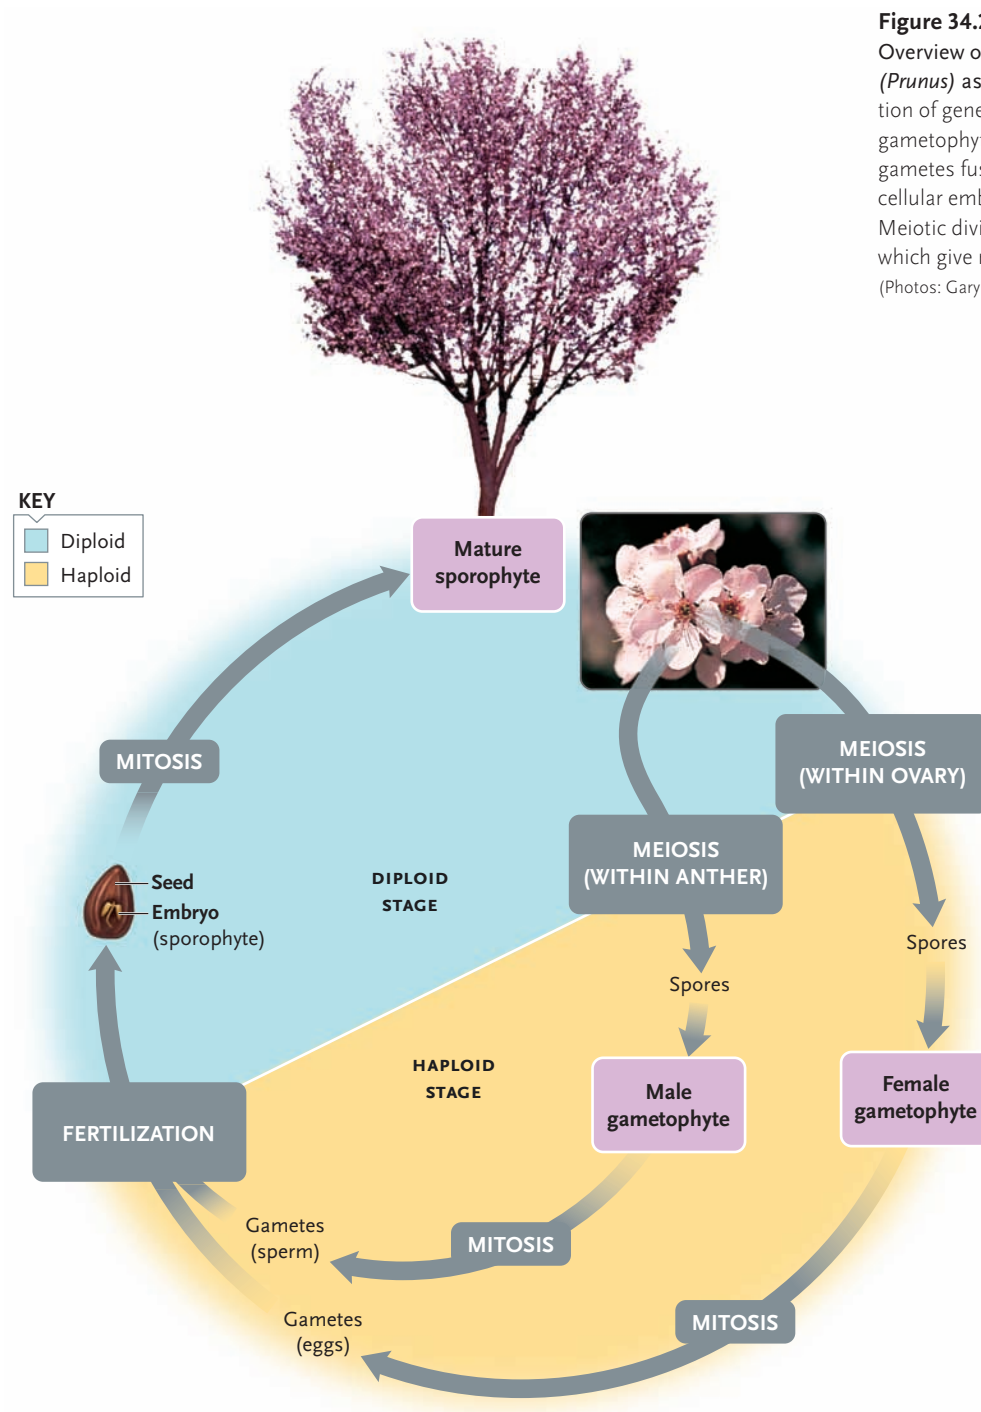 Figure 34.
Overview o
(Prunus) as
tion of gene
gametophy
gametes fus
cellular emb
Meiotic divi
which give r
(Photos: Gary
KEY
Diploid
Haploid
Mature
sporophyte
MITOSIS
MEIOSIS
(WITHIN OVARY)
MEIOSIS
(WITHIN ANTHER)
DIPLOID
STAGE
Seed
Embryo
(sporophyte)
Spores
Spores
HAPLOID
STAGE
Male
gametophyte
Female
gametophyte
FERTILIZATION
Gametes
(sperm)
MITOSIS
Gametes
(eggs)
MITOSIS